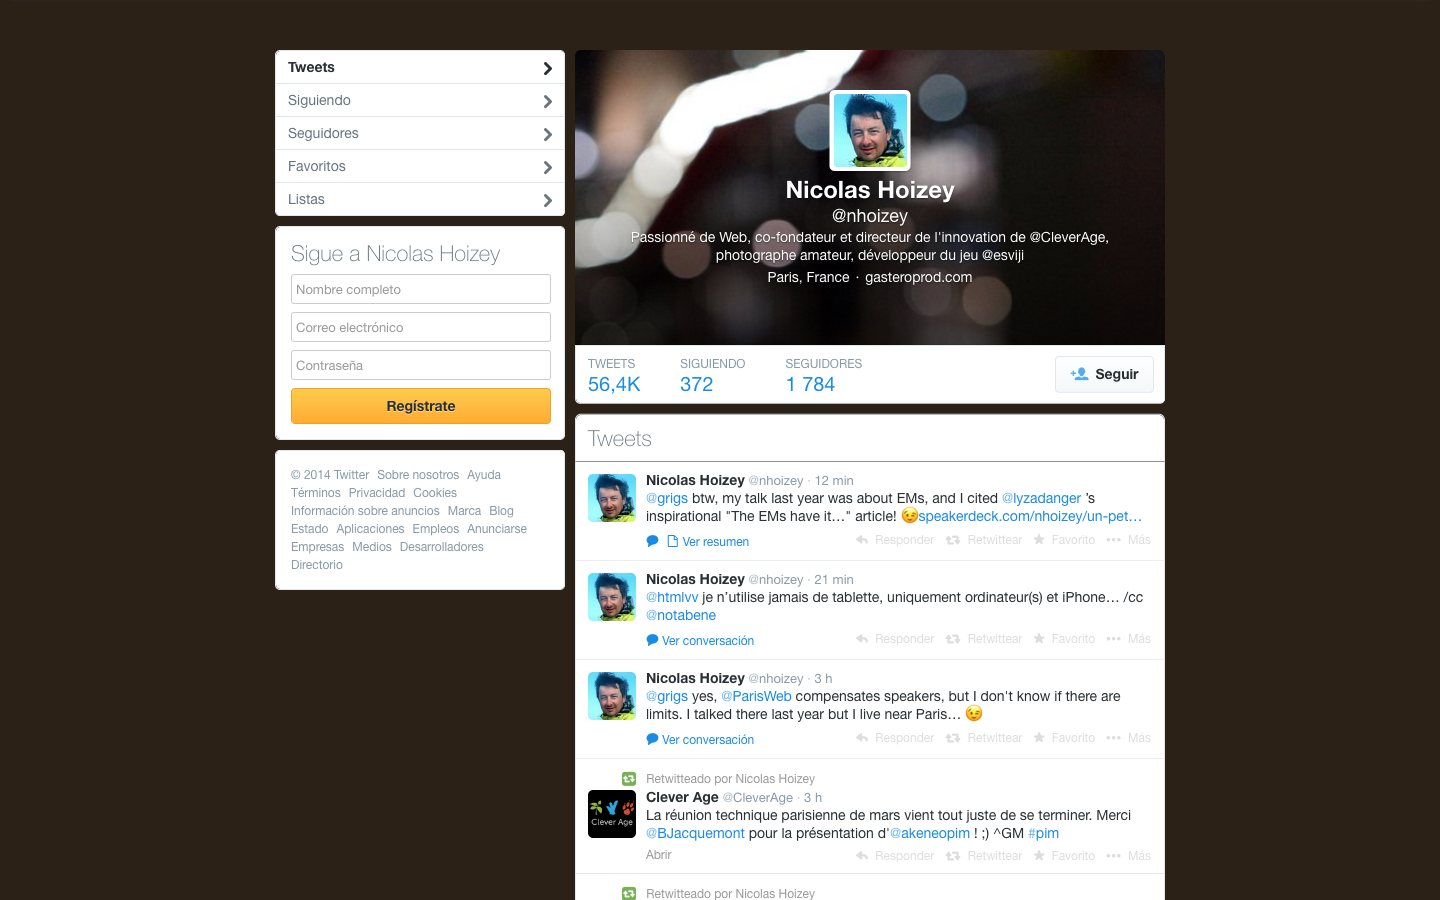 Tweets
Siguiendo
Seguidores
Favoritos
Listas
Sigue a Nicolas Hoizey
Nombre completo
Correo electrónico
Contraseña
Regístrate
© 2014 Twitter Sobre nosotros Ayuda
Términos Privacidad Cookies
Información sobre anuncios Marca Blog
Estado Aplicaciones Empleos Anunciarse
Empresas Medios Desarrolladores
Directorio
Nicolas Hoizey
@nhoizey
Passionné de Web, co-fondateur et directeur de l'innovation de @CleverAge,
photographe amateur, développeur du jeu @esviji
Paris, France · gasteroprod.com
TWEETS SIGUIENDO SEGUIDORES
56,4K 372 1 784
Seguir
Tweets
Nicolas Hoizey @nhoizey · 12 min
@grigs btw, my talk last year was about EMs, and I cited @lyzadanger 's
inspirational "The EMs have it…" article! 😉speakerdeck.com/nhoizey/un-pet…
Ver resumen Responder Retwittear Favorito Más
Nicolas Hoizey @nhoizey · 21 min
@htmlvv je n’utilise jamais de tablette, uniquement ordinateur(s) et iPhone… /cc
@notabene
Ver conversación Responder Retwittear Favorito Más
Nicolas Hoizey @nhoizey · 3 h
@grigs yes, @ParisWeb compensates speakers, but I don't know if there are
limits. I talked there last year but I live near Paris… 😉
Ver conversación Responder Retwittear Favorito Más
Retwitteado por Nicolas Hoizey
Clever Age
Clever Age @CleverAge · 3 h
La réunion technique parisienne de mars vient tout juste de se terminer. Merci
@BJacquemont pour la présentation d'@akeneopim ! ;) ^GM #pim
Abrir Responder Retwittear Favorito Más
Retwitteado por Nicolas Hoizey